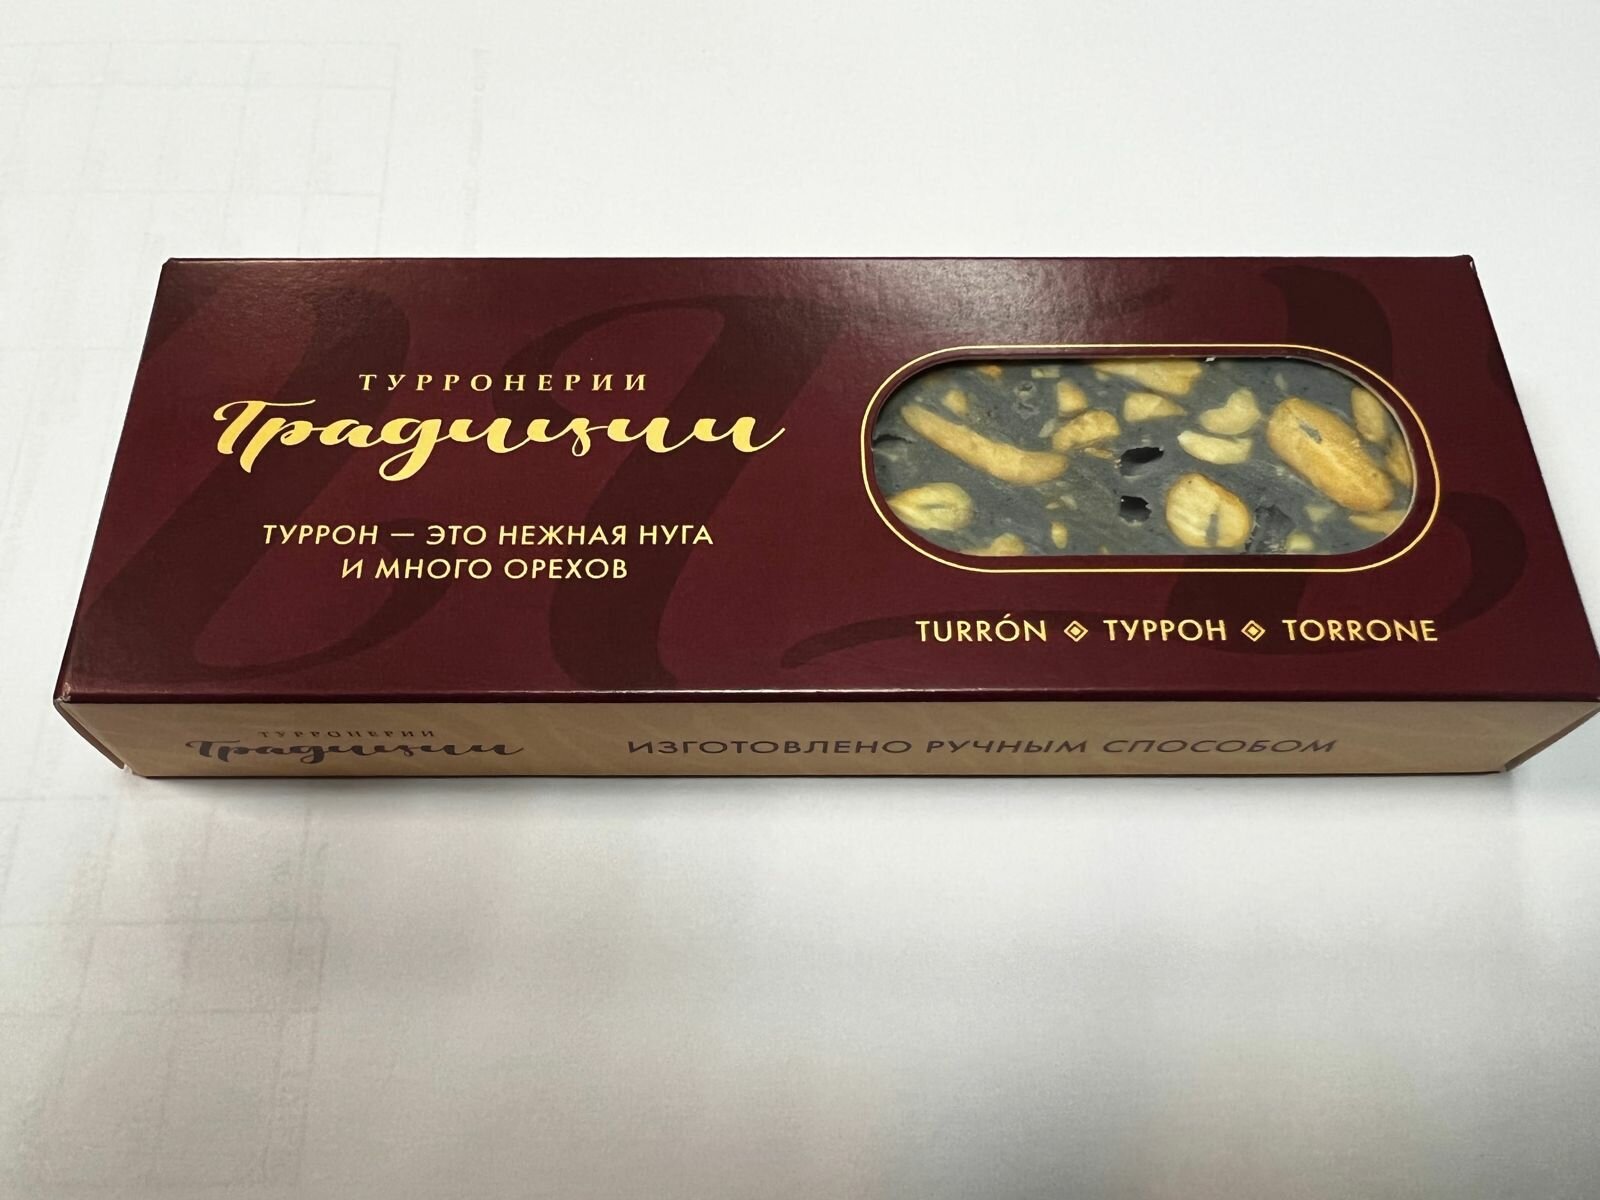 ТУРРОНЕРИИ
Традиции
ТУРРОН — ЭТО НЕЖНАЯ НУГА
И МНОГО ОРЕХОВ
TURRÓN ТУРРОН TORRONE
ТУРРОНЕРИИ
Традиции
ИЗГОТОВЛЕНО РУЧНЫМ СПОСОБОМ